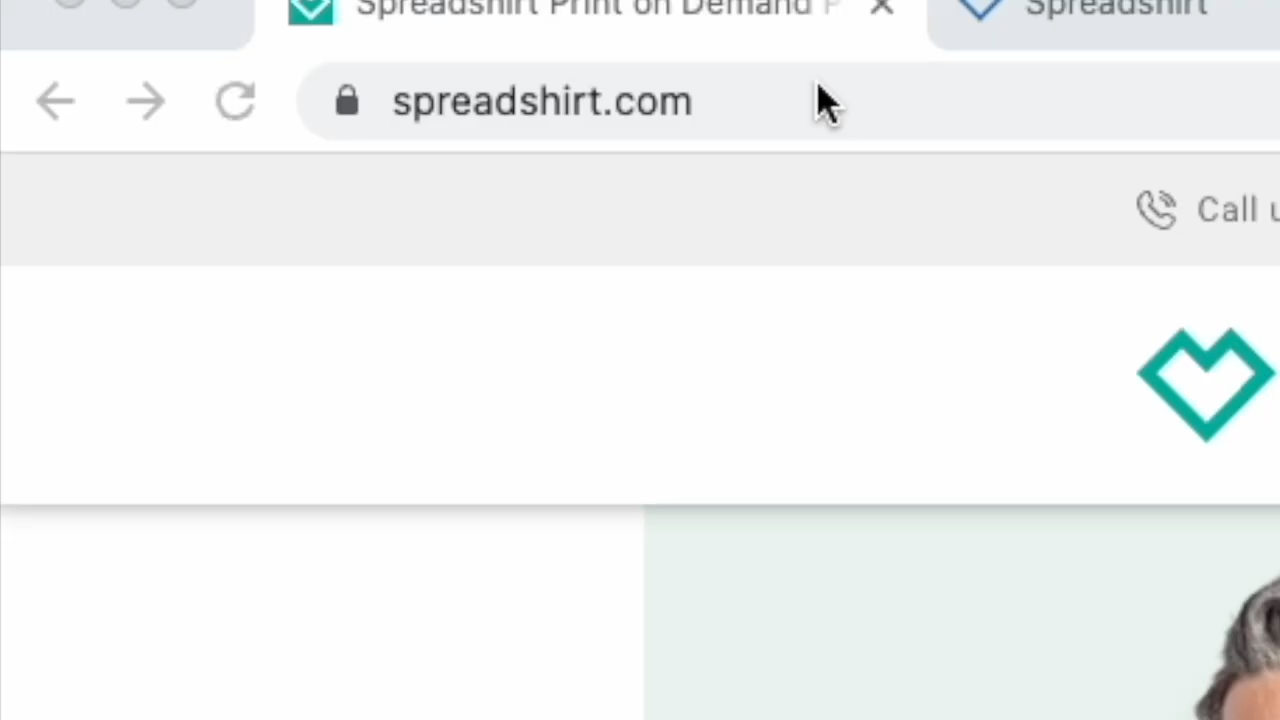 Spreadshirt Print on Demand P
Spreadshirt
spreadshirt.com
Call